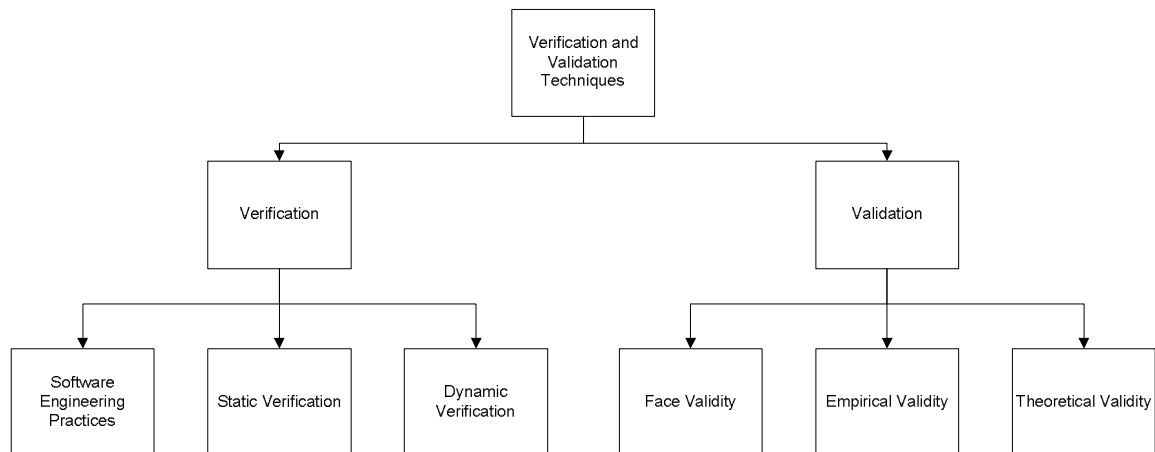 Verification and
Validation
Techniques
Verification
Validation
Software
Engineering
Practices
Static Verification
Dynamic
Verification
Face Validity
Empirical Validity
Theoretical Validity